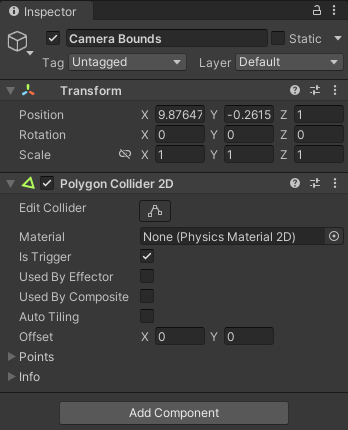 Inspector
Camera Bounds Static
Tag Untagged Layer Default
Transform
Position X 9.87647 Y -0.2615 Z 1
Rotation X 0 Y 0 Z 0
Scale X 1 Y 1 Z 1
Polygon Collider 2D
Edit Collider
Material None (Physics Material 2D)
Is Trigger
Used By Effector
Used By Composite
Auto Tiling
Offset X 0 Y 0
Points
Info
Add Component